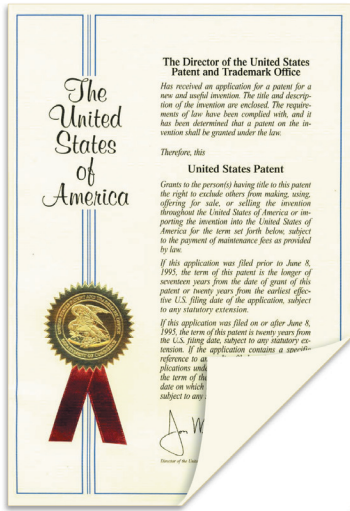 The
United
States
of
America
The Director of the United States
Patent and Trademark Office
Has received an application for a patent for a
new and useful invention. The title and descrip-
tion of the invention are enclosed. The require-
ments of law have been complied with, and it
has been determined that a patent on the in-
vention shall be granted under the law.
Therefore, this
United States Patent
Grants to the person(s) having title to this patent
the right to exclude others from making, using,
offering for sale, or selling the invention
throughout the United States of America or im-
porting the invention into the United States of
America for the term set forth below, subject
to the payment of maintenance fees as provided
by law.
If this application was filed prior to June 8,
1995, the term of this patent is the longer of
seventeen years from the date of grant of this
patent or twenty years from the earliest effec-
tive U.S. filing date of the application, subject
to any statutory extension.
If this application was filed on or after June 8,
1995, the term of this patent is twenty years from
the U.S. filing date, subject to any statutory ex-
tension. If the application contains a specific
reference to an
plications unde
the term of the
date on which
subject to any
Jon W
Director of the Unite